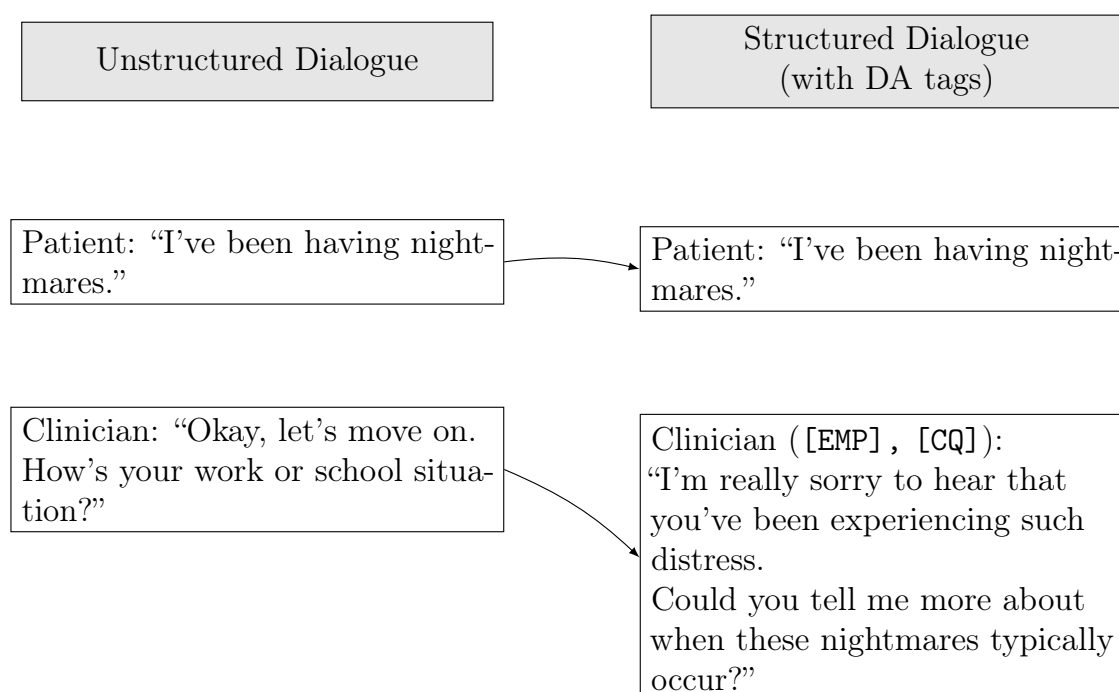 Unstructured Dialogue
Structured Dialogue
(with DA tags)
Patient: “I've been having night-
mares.”
Patient: “I've been having night-
mares.”
Clinician: “Okay, let's move on.
How's your work or school situa-
tion?”
Clinician ([EMP], [CQ]):
“I'm really sorry to hear that
you've been experiencing such
distress.
Could you tell me more about
when these nightmares typically
occur?”